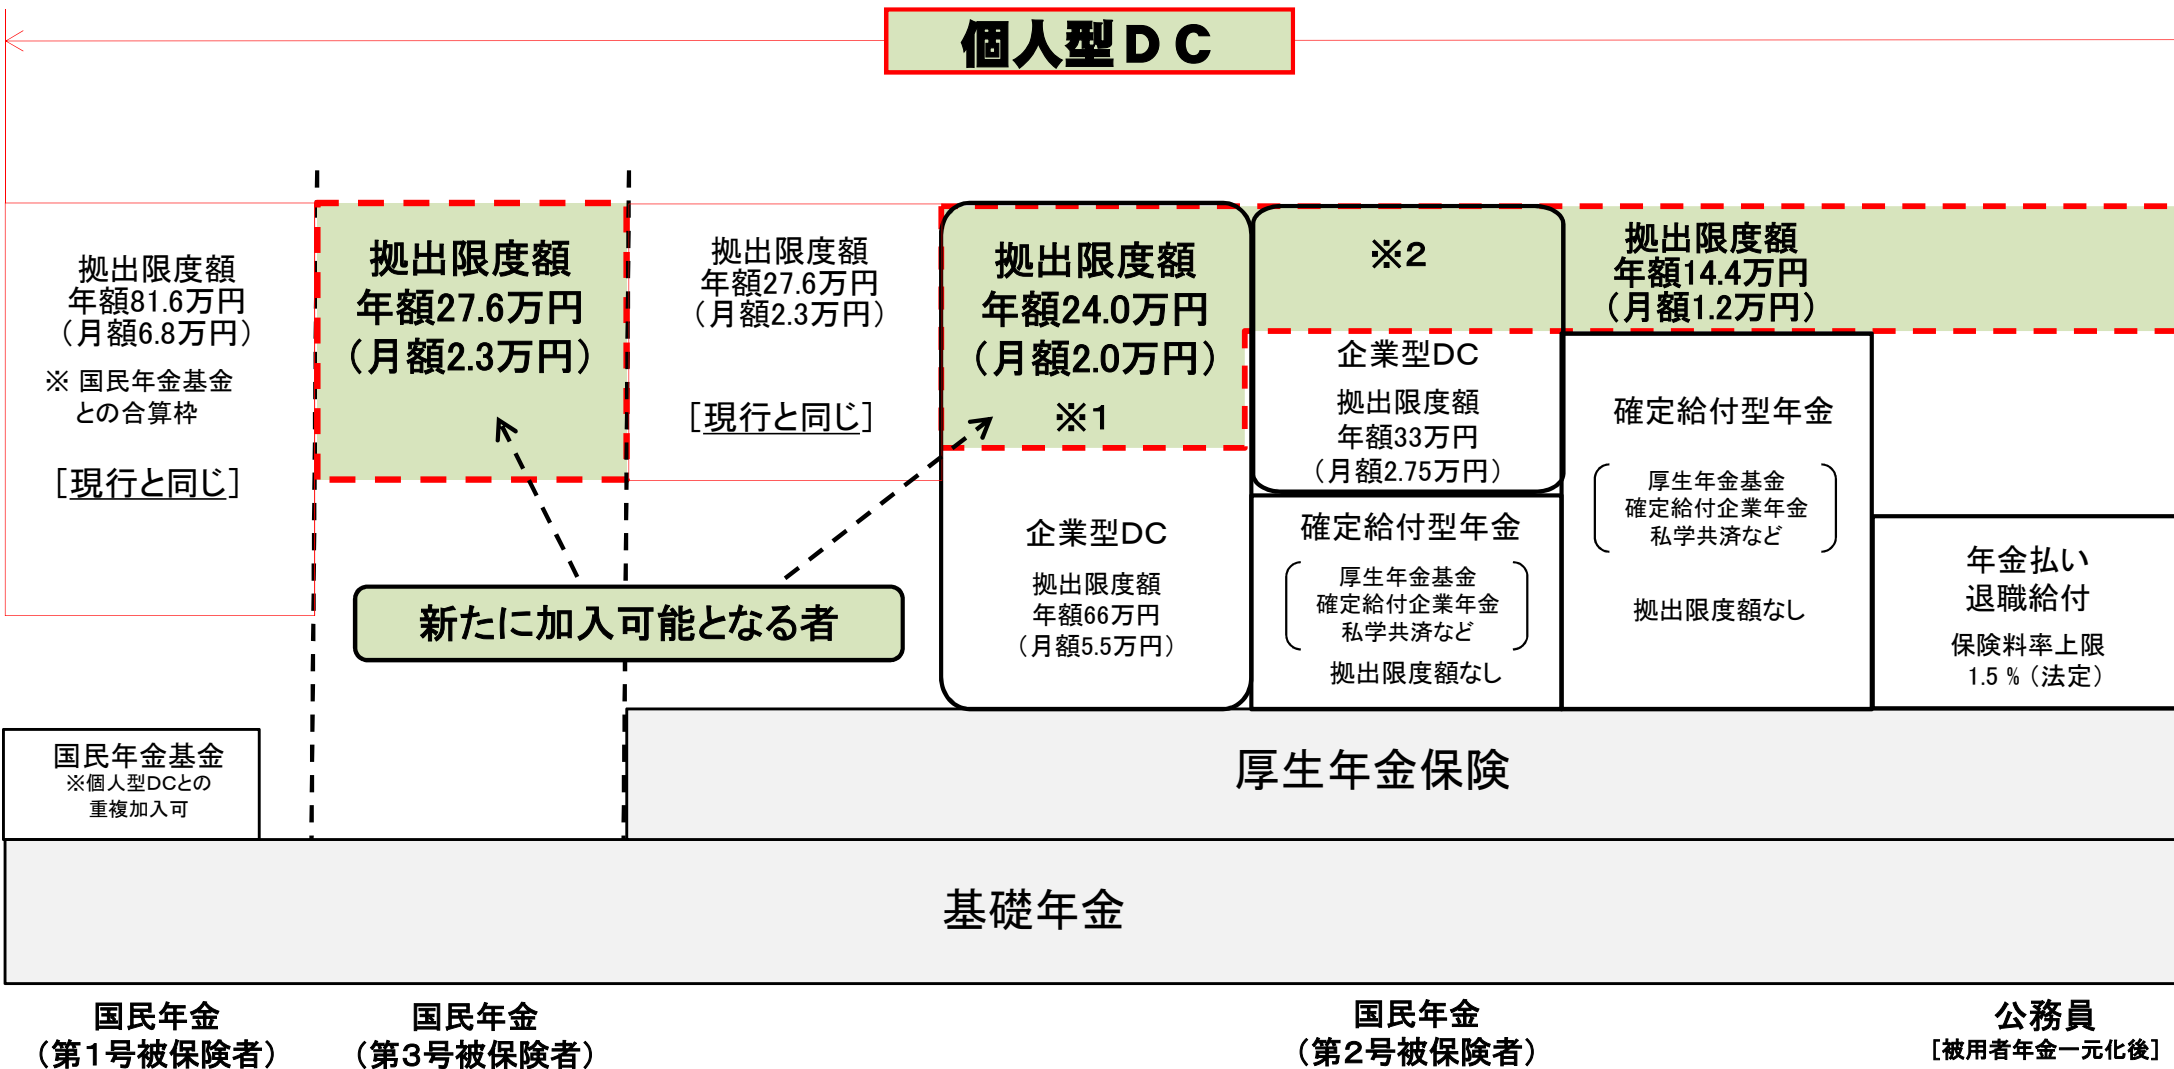 個人型DC
拠出限度額
年額81.6万円
（月額6.8万円）
※ 国民年金基金
との合算枠
［現行と同じ］
拠出限度額
年額27.6万円
（月額2.3万円）
拠出限度額
年額27.6万円
（月額2.3万円）
［現行と同じ］
拠出限度額
年額24.0万円
（月額2.0万円）
※1
※2
拠出限度額
年額14.4万円
（月額1.2万円）
新たに加入可能となる者
企業型DC
拠出限度額
年額66万円
（月額5.5万円）
企業型DC
拠出限度額
年額33万円
（月額2.75万円）
確定給付型年金
厚生年金基金
確定給付企業年金
私学共済など
拠出限度額なし
確定給付型年金
厚生年金基金
確定給付企業年金
私学共済など
拠出限度額なし
年金払い
退職給付
保険料率上限
1.5％（法定）
国民年金基金
※個人型DCとの
重複加入可
厚生年金保険
基礎年金
国民年金
（第1号被保険者）
国民年金
（第3号被保険者）
国民年金
（第2号被保険者）
公務員
［被用者年金一元化後］